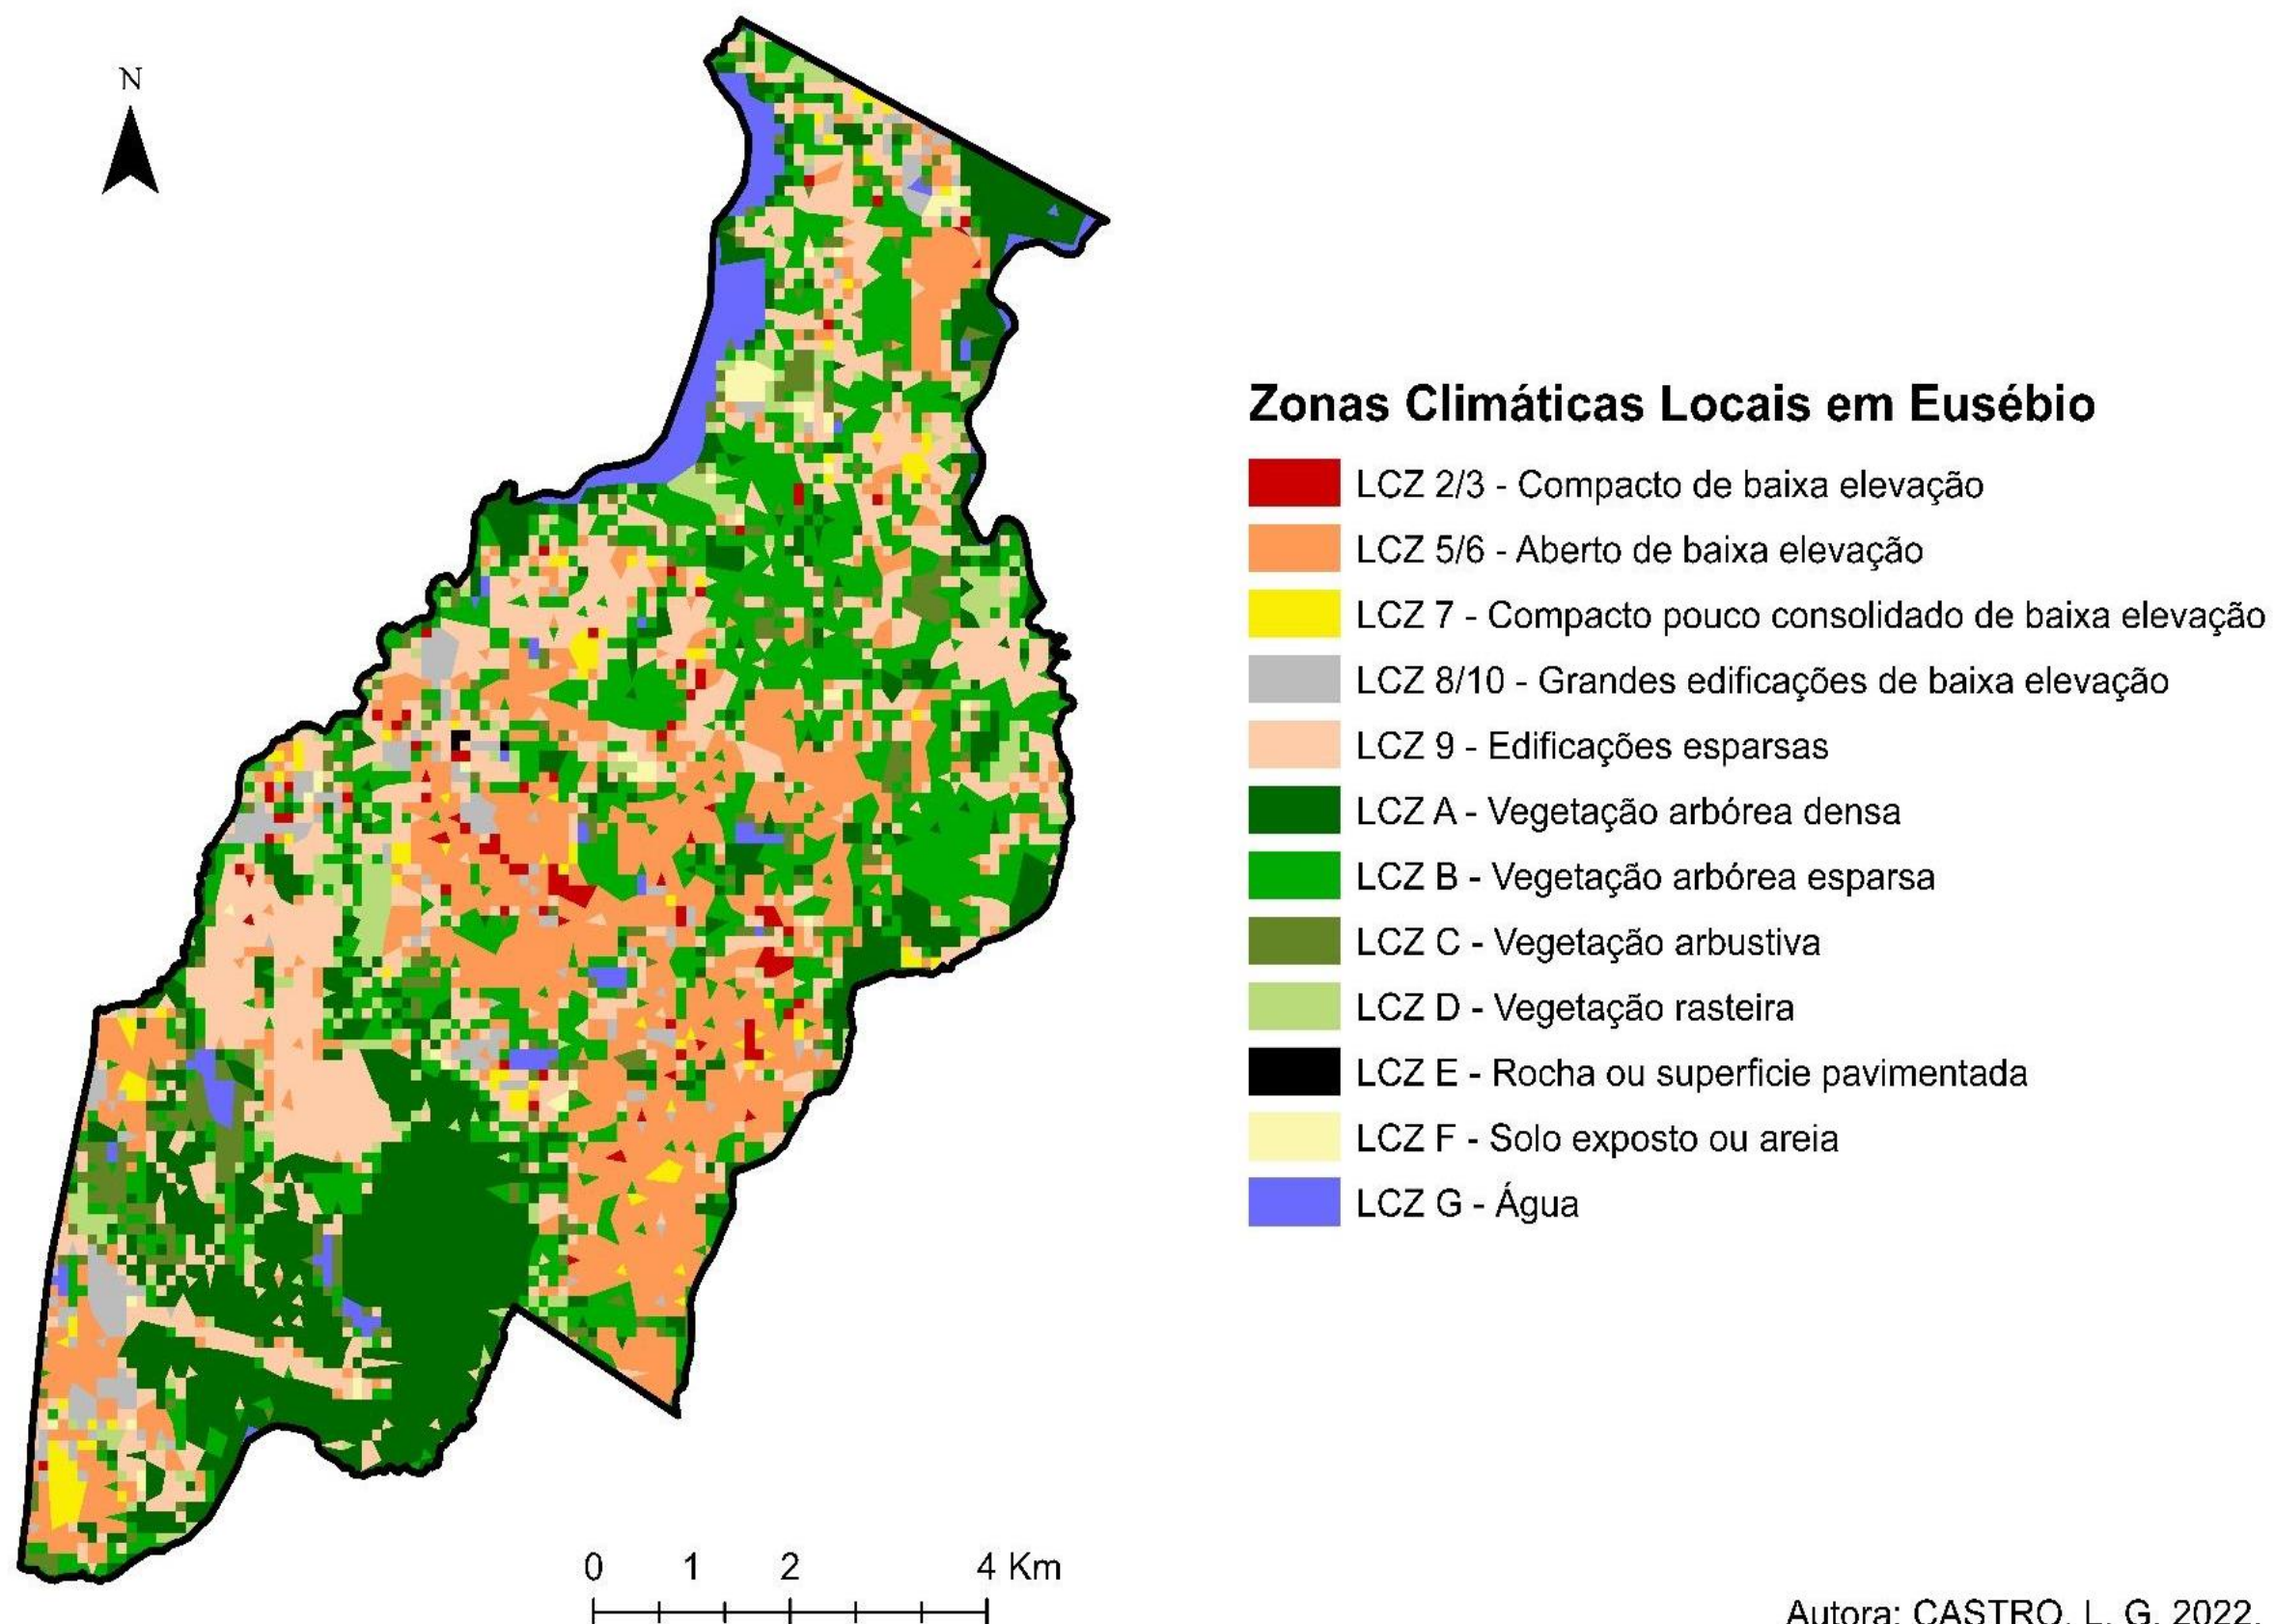 N
Zonas Climáticas Locais em Eusébio
LCZ 2/3 - Compacto de baixa elevação
LCZ 5/6 - Aberto de baixa elevação
LCZ 7 - Compacto pouco consolidado de baixa elevação
LCZ 8/10 - Grandes edificações de baixa elevação
LCZ 9 - Edificações esparsas
LCZ A - Vegetação arbórea densa
LCZ B - Vegetação arbórea esparsa
LCZ C - Vegetação arbustiva
LCZ D - Vegetação rasteira
LCZ E - Rocha ou superficie pavimentada
LCZ F - Solo exposto ou areia
LCZ G - Água
0 1 2 4 Km
Autora: CASTRO, L. G. 2022.